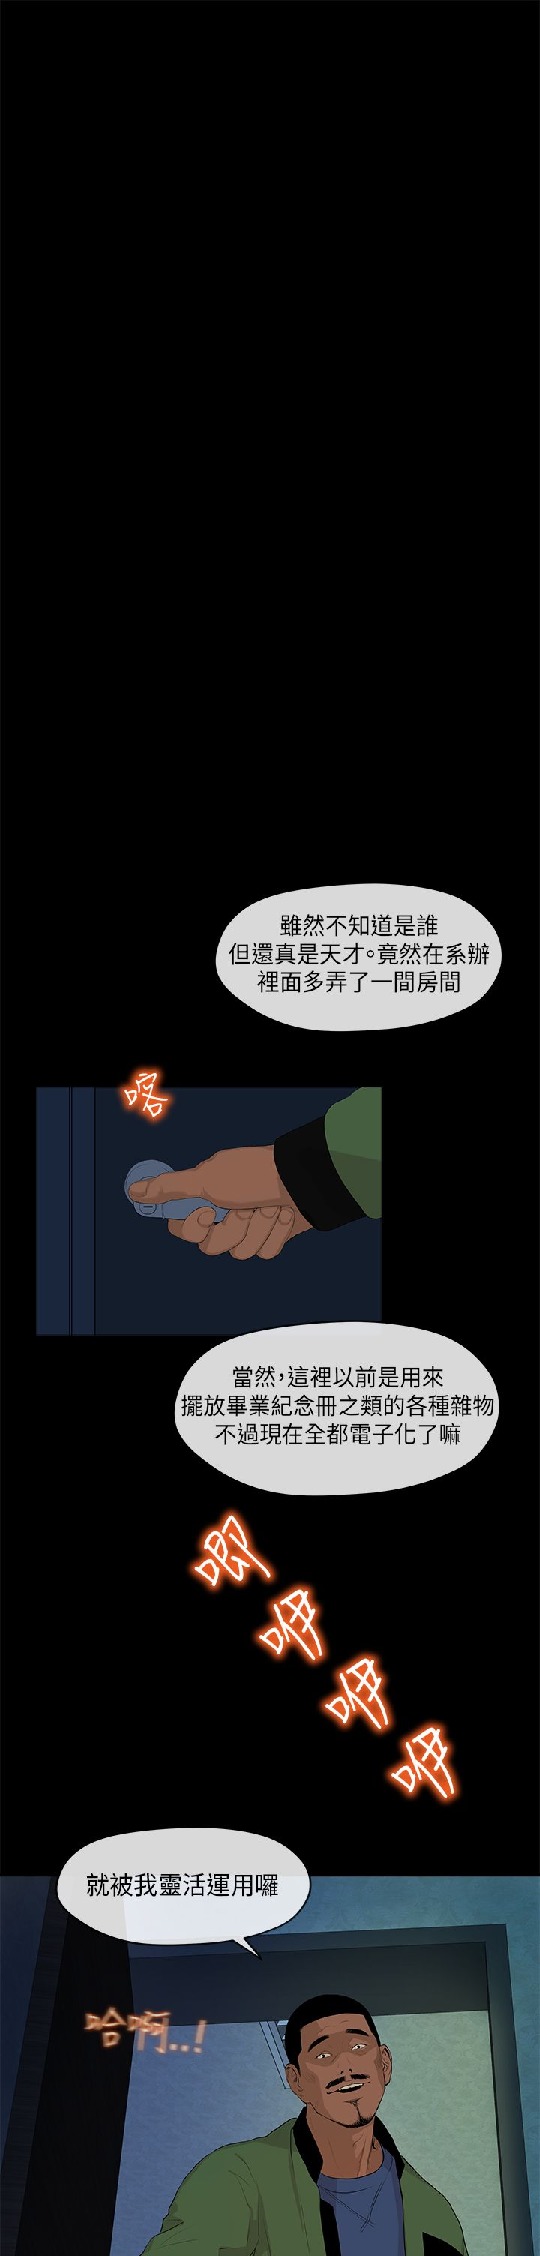 雖然不知道是誰
但還真是天才。竟然在系辦
裡面多弄了一間房間
喀
當然，這裡以前是用來
擺放畢業紀念冊之類的各種雜物
不過現在全都電子化了嘛
唧
咿
咿
咿
就被我靈活運用囉
哈啊..!